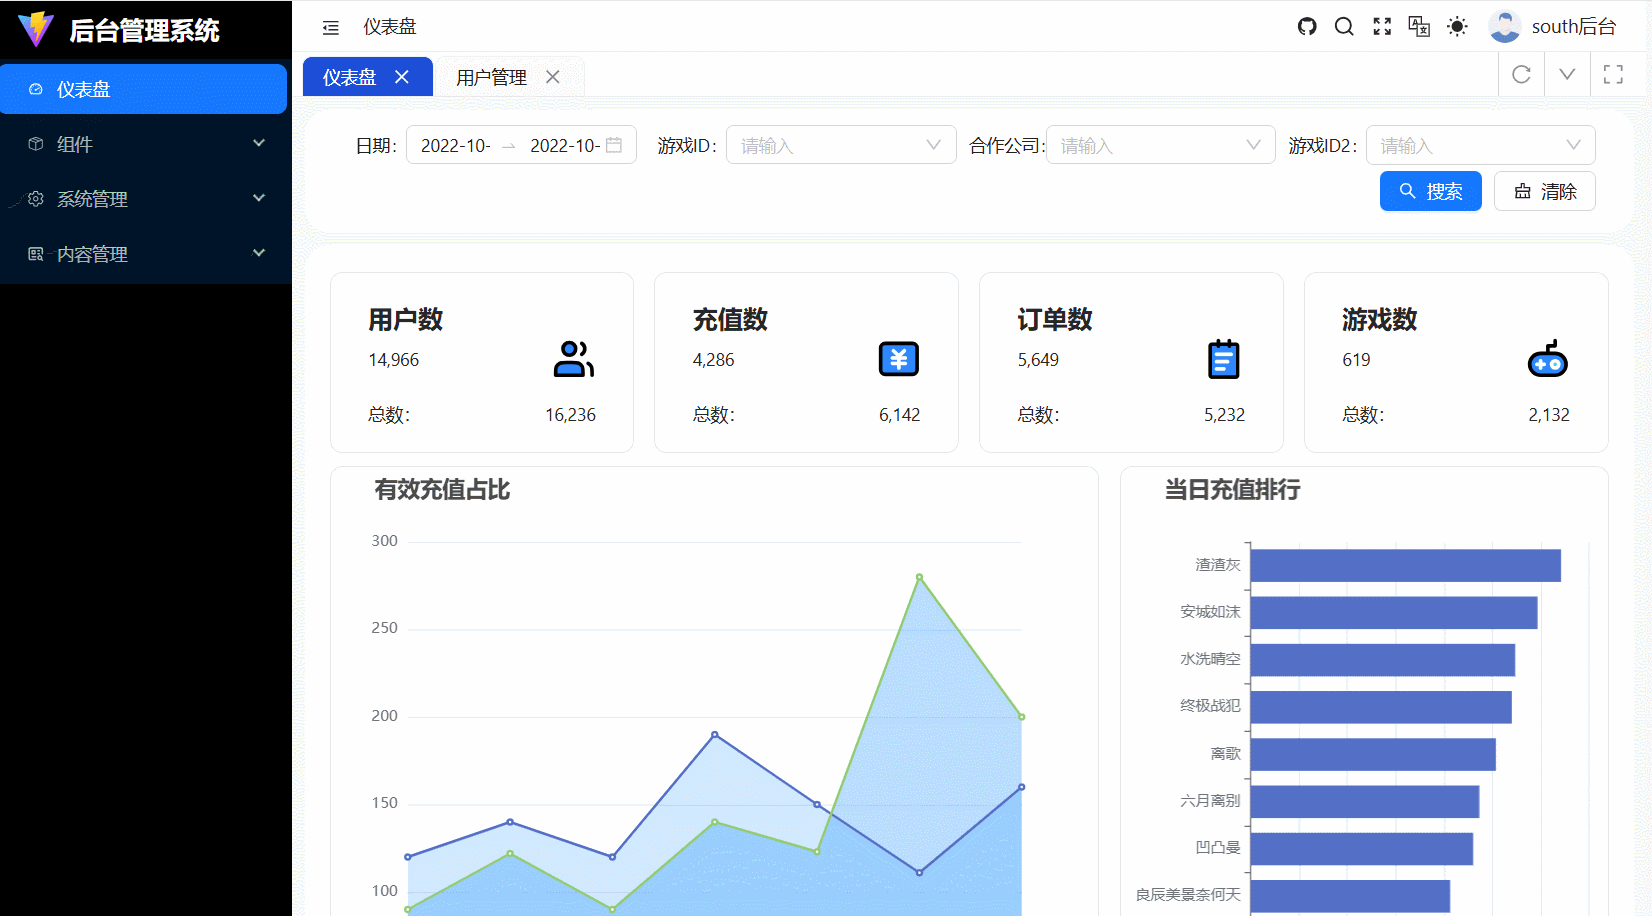 后台管理系统
仪表盘
组件
系统管理
内容管理
仪表盘
south后台
仪表盘
用户管理
日期:
2022-10-
2022-10-
游戏ID:
请输入
合作公司:
请输入
游戏ID2:
请输入
搜索
清除
用户数
14,966
总数:
16,236
充值数
4,286
总数:
6,142
订单数
5,649
总数:
5,232
游戏数
619
总数:
2,132
有效充值占比
300
250
200
150
100
当日充值排行
渣渣灰
安城如沫
水洗晴空
终极战犯
离歌
六月离别
凹凸曼
良辰美景奈何天